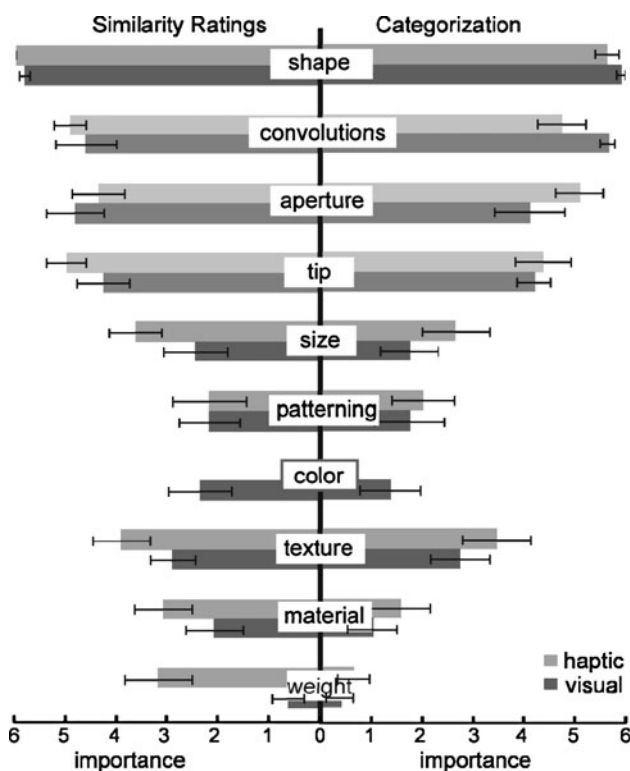 Similarity Ratings Categorization
shape
convolutions
aperture
tip
size
patterning
color
texture
material
haptic
weight
visual
6 5 4 3 2 1 0 1 2 3 4 5 6
importance importance